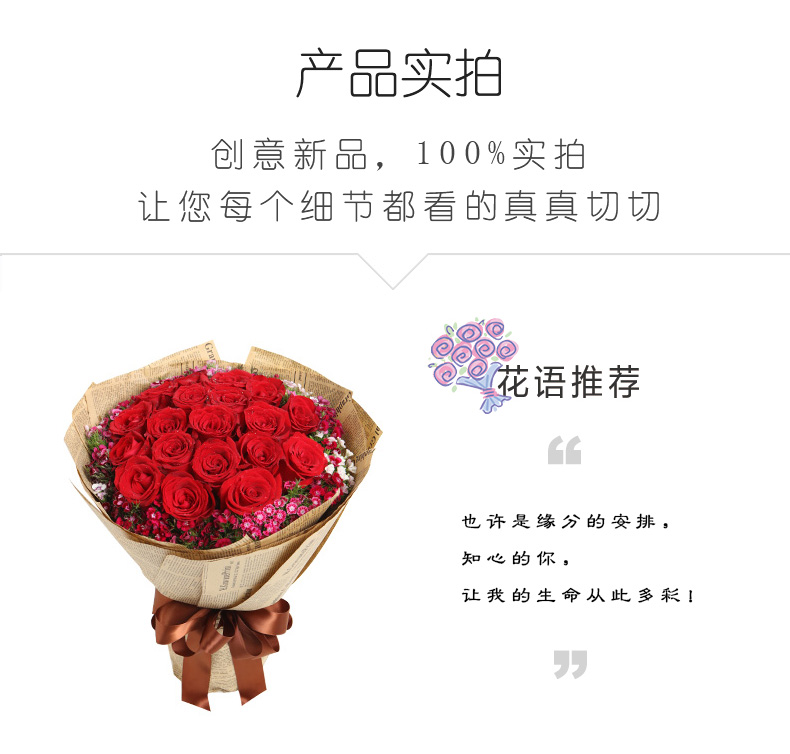 产品实拍
创意新品，100%实拍
让您每个细节都看的真真切切
花语推荐
“
也许是缘分的安排，
知心的你，
让我的生命从此多彩！
”